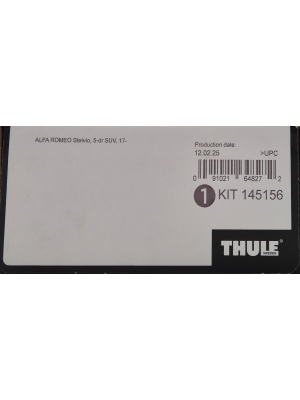 ALFA ROMEO Stelvio, 5-dr SUV, 17-
Production date:
12.02.25 >UPC
0 91021 64827 2
1 KIT 145156
THULE
SWEDEN